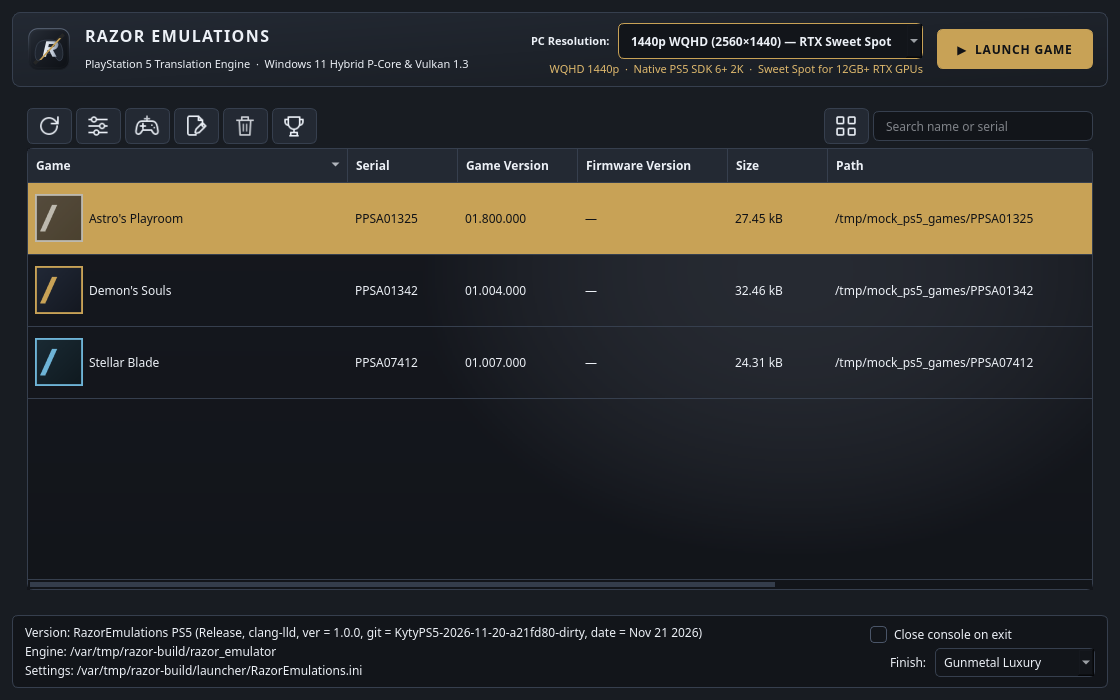 RAZOR EMULATIONS
PlayStation 5 Translation Engine · Windows 11 Hybrid P-Core & Vulkan 1.3
PC Resolution: 1440p WQHD (2560×1440) — RTX Sweet Spot
WQHD 1440p · Native PS5 SDK 6+ 2K · Sweet Spot for 12GB+ RTX GPUs
▶ LAUNCH GAME
Search name or serial
Game Serial Game Version Firmware Version Size Path
Astro's Playroom PPSA01325 01.800.000 — 27.45 kB /tmp/mock_ps5_games/PPSA01325
Demon's Souls PPSA01342 01.004.000 — 32.46 kB /tmp/mock_ps5_games/PPSA01342
Stellar Blade PPSA07412 01.007.000 — 24.31 kB /tmp/mock_ps5_games/PPSA07412
Version: RazorEmulations PS5 (Release, clang-lld, ver = 1.0.0, git = KytyPS5-2026-11-20-a21fd80-dirty, date = Nov 21 2026)
Engine: /var/tmp/razor-build/razor_emulator
Settings: /var/tmp/razor-build/launcher/RazorEmulations.ini
Close console on exit
Finish: Gunmetal Luxury